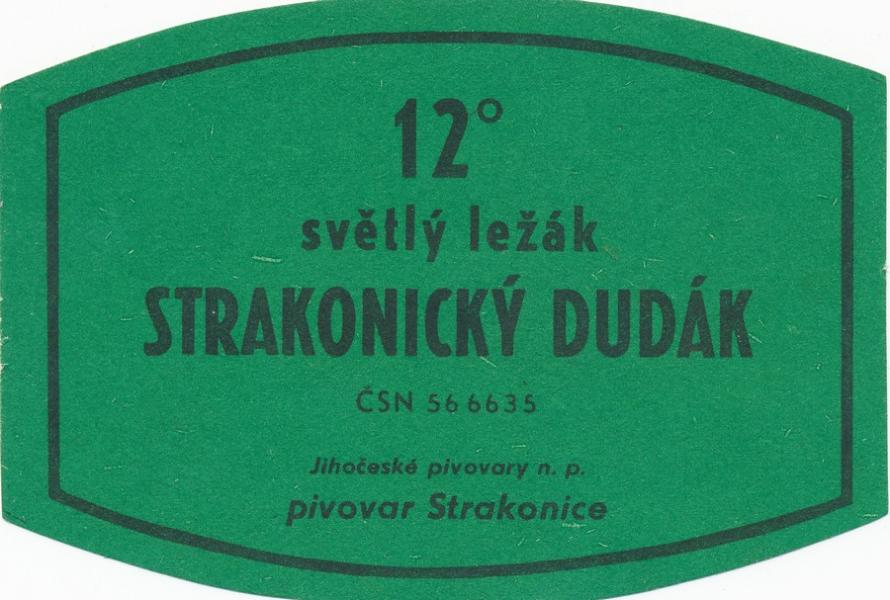 12°
světlý ležák
STRAKONICKÝ DUDÁK
ČSN 56 6635
Jihočeské pivovary n. p.
pivovar Strakonice